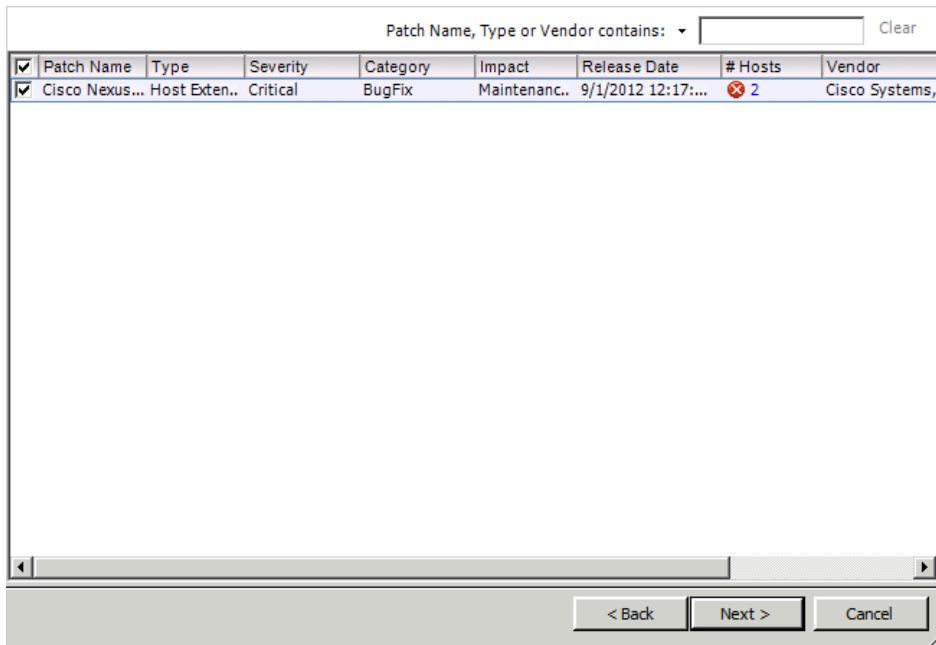 Patch Name, Type or Vendor contains: Clear
Patch Name Type Severity Category Impact Release Date # Hosts Vendor
Cisco Nexus... Host Exten.. Critical BugFix Maintenanc.. 9/1/2012 12:17:... 2 Cisco Systems,
< Back Next > Cancel